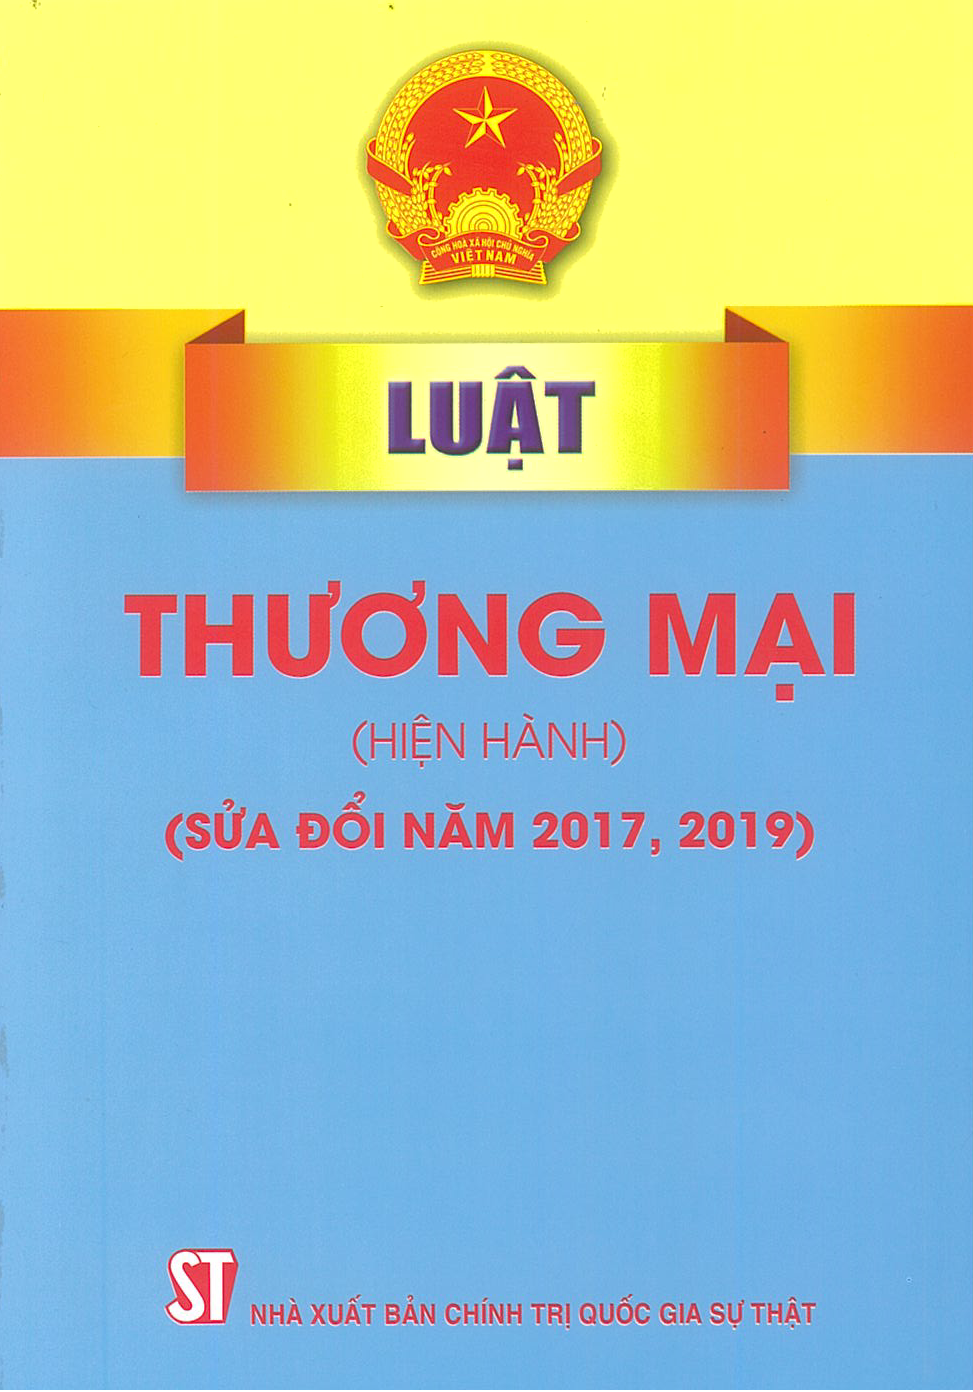 CỘNG HOÀ XÃ HỘI CHỦ NGHĨA
VIỆT NAM
LUẬT
THƯƠNG MẠI
(HIỆN HÀNH)
(SỬA ĐỔI NĂM 2017, 2019)
ST
NHÀ XUẤT BẢN CHÍNH TRỊ QUỐC GIA SỰ THẬT